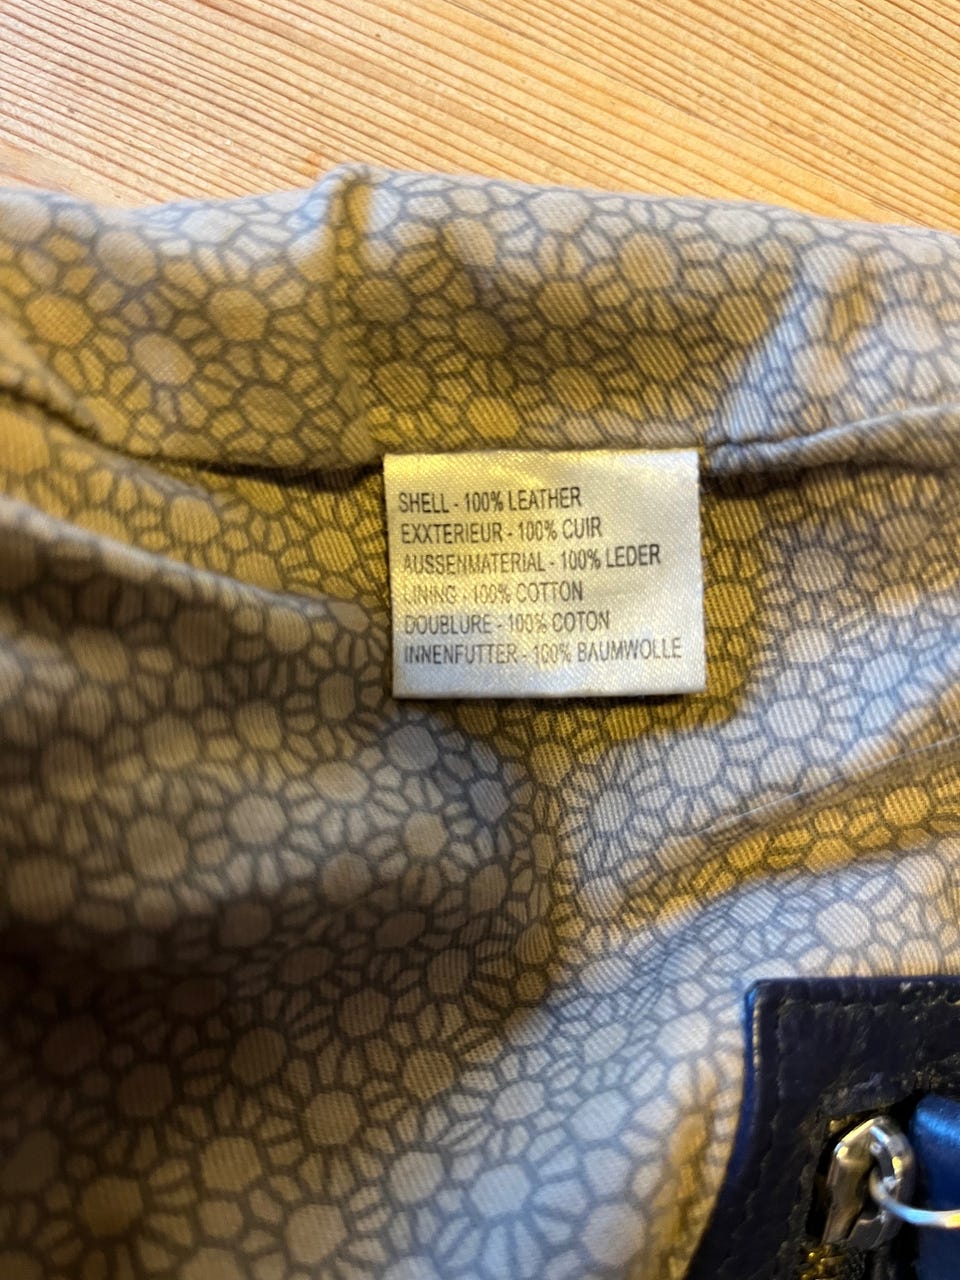 SHELL - 100% LEATHER
EXXTERIEUR - 100% CUIR
AUSSENMATERIAL - 100% LEDER
LINING - 100% COTTON
DOUBLURE - 100% COTON
INNENFUTTER - 100% BAUMWOLLE